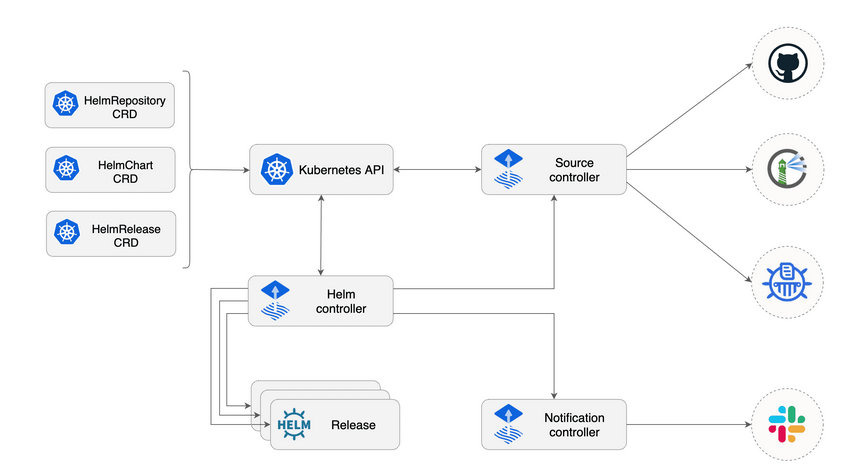 HelmRepository
CRD
HelmChart
CRD
HelmRelease
CRD
Kubernetes API
Source
controller
Helm
controller
HELM
Release
Notification
controller